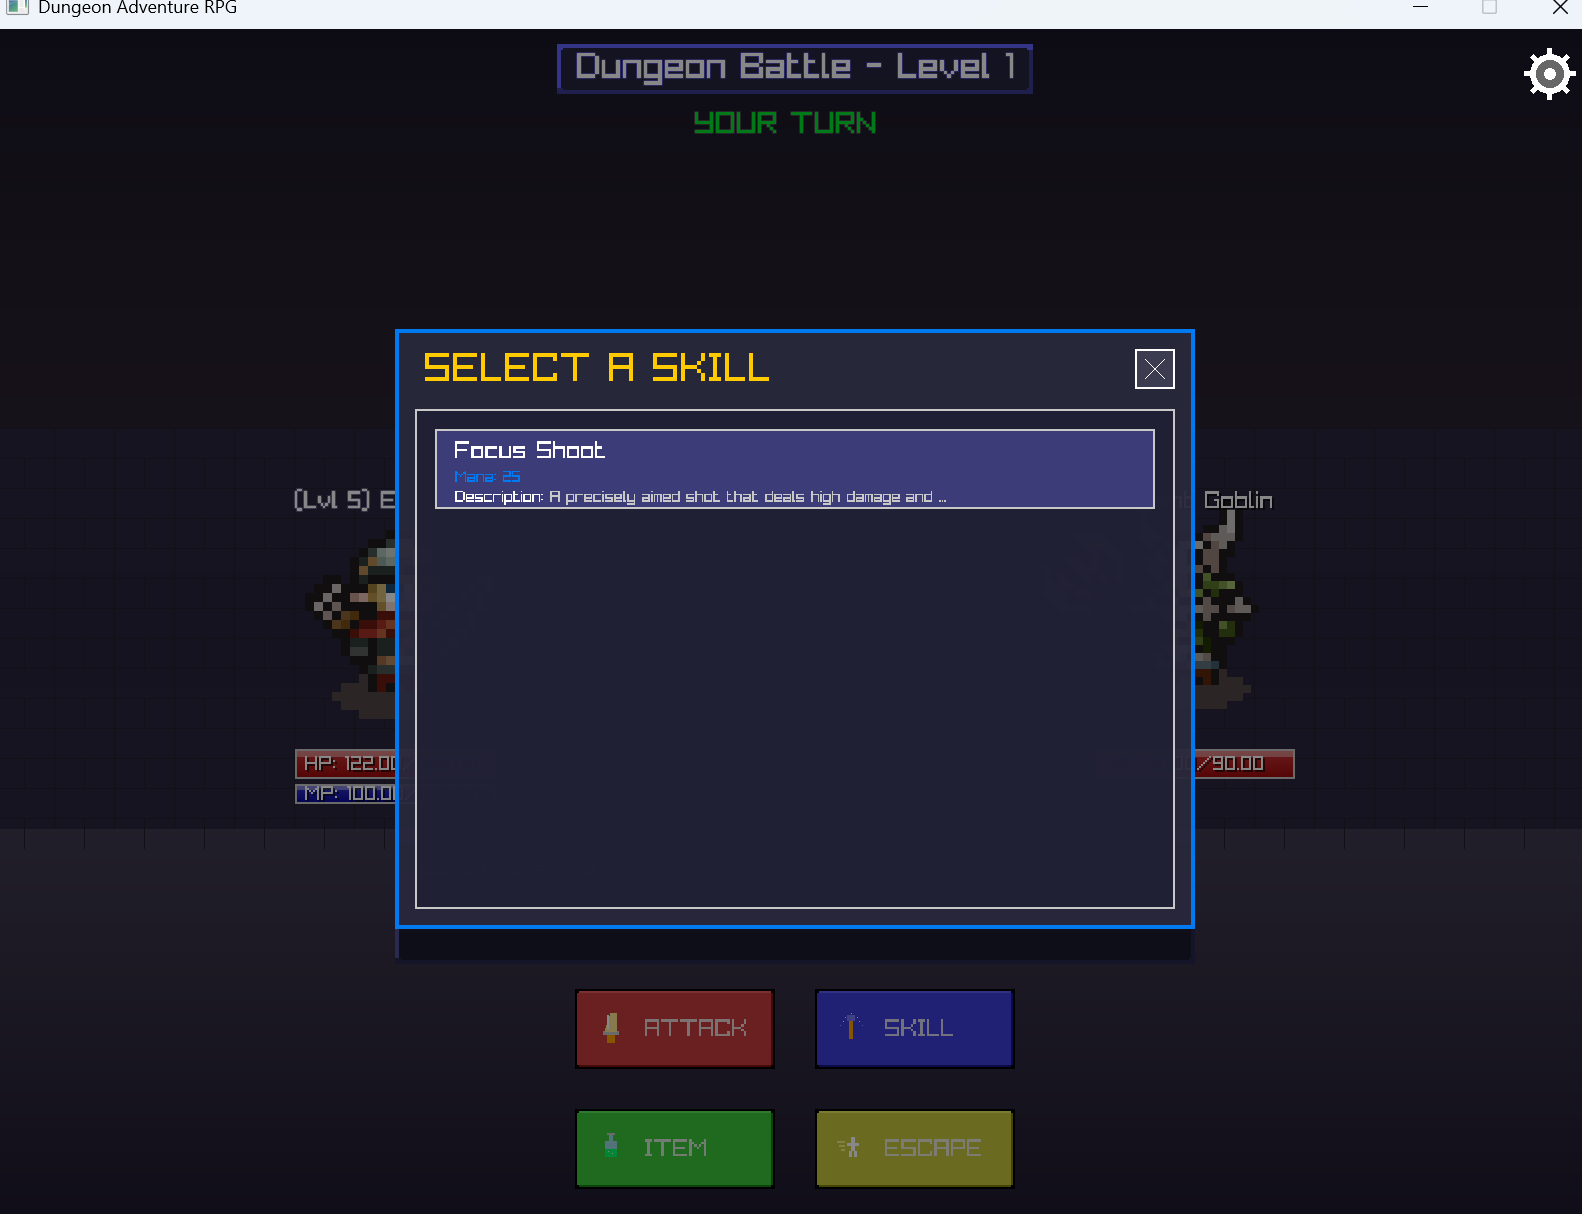 Dungeon Adventure RPG
Dungeon Battle - Level 1
YOUR TURN
SELECT A SKILL
Focus Shoot
Mana: 25
Description: A precisely aimed shot that deals high damage and ...
(Lvl 5)
Goblin
HP: 122.00
/90.00
MP: 100.0
ATTACK
SKILL
ITEM
ESCAPE